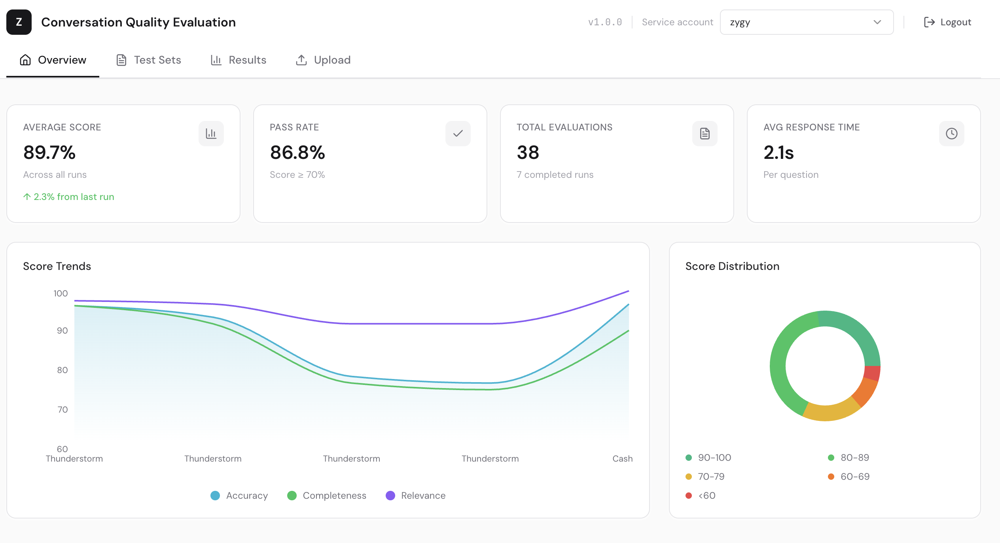 Z
Conversation Quality Evaluation
v1.0.0
Service account
zygy
Logout
Overview
Test Sets
Results
Upload
AVERAGE SCORE
89.7%
Across all runs
↑ 2.3% from last run
PASS RATE
86.8%
Score ≥ 70%
TOTAL EVALUATIONS
38
7 completed runs
AVG RESPONSE TIME
2.1s
Per question
Score Trends
100
90
80
70
60
Thunderstorm
Thunderstorm
Thunderstorm
Thunderstorm
Cash
Accuracy
Completeness
Relevance
Score Distribution
90-100
80-89
70-79
60-69
<60